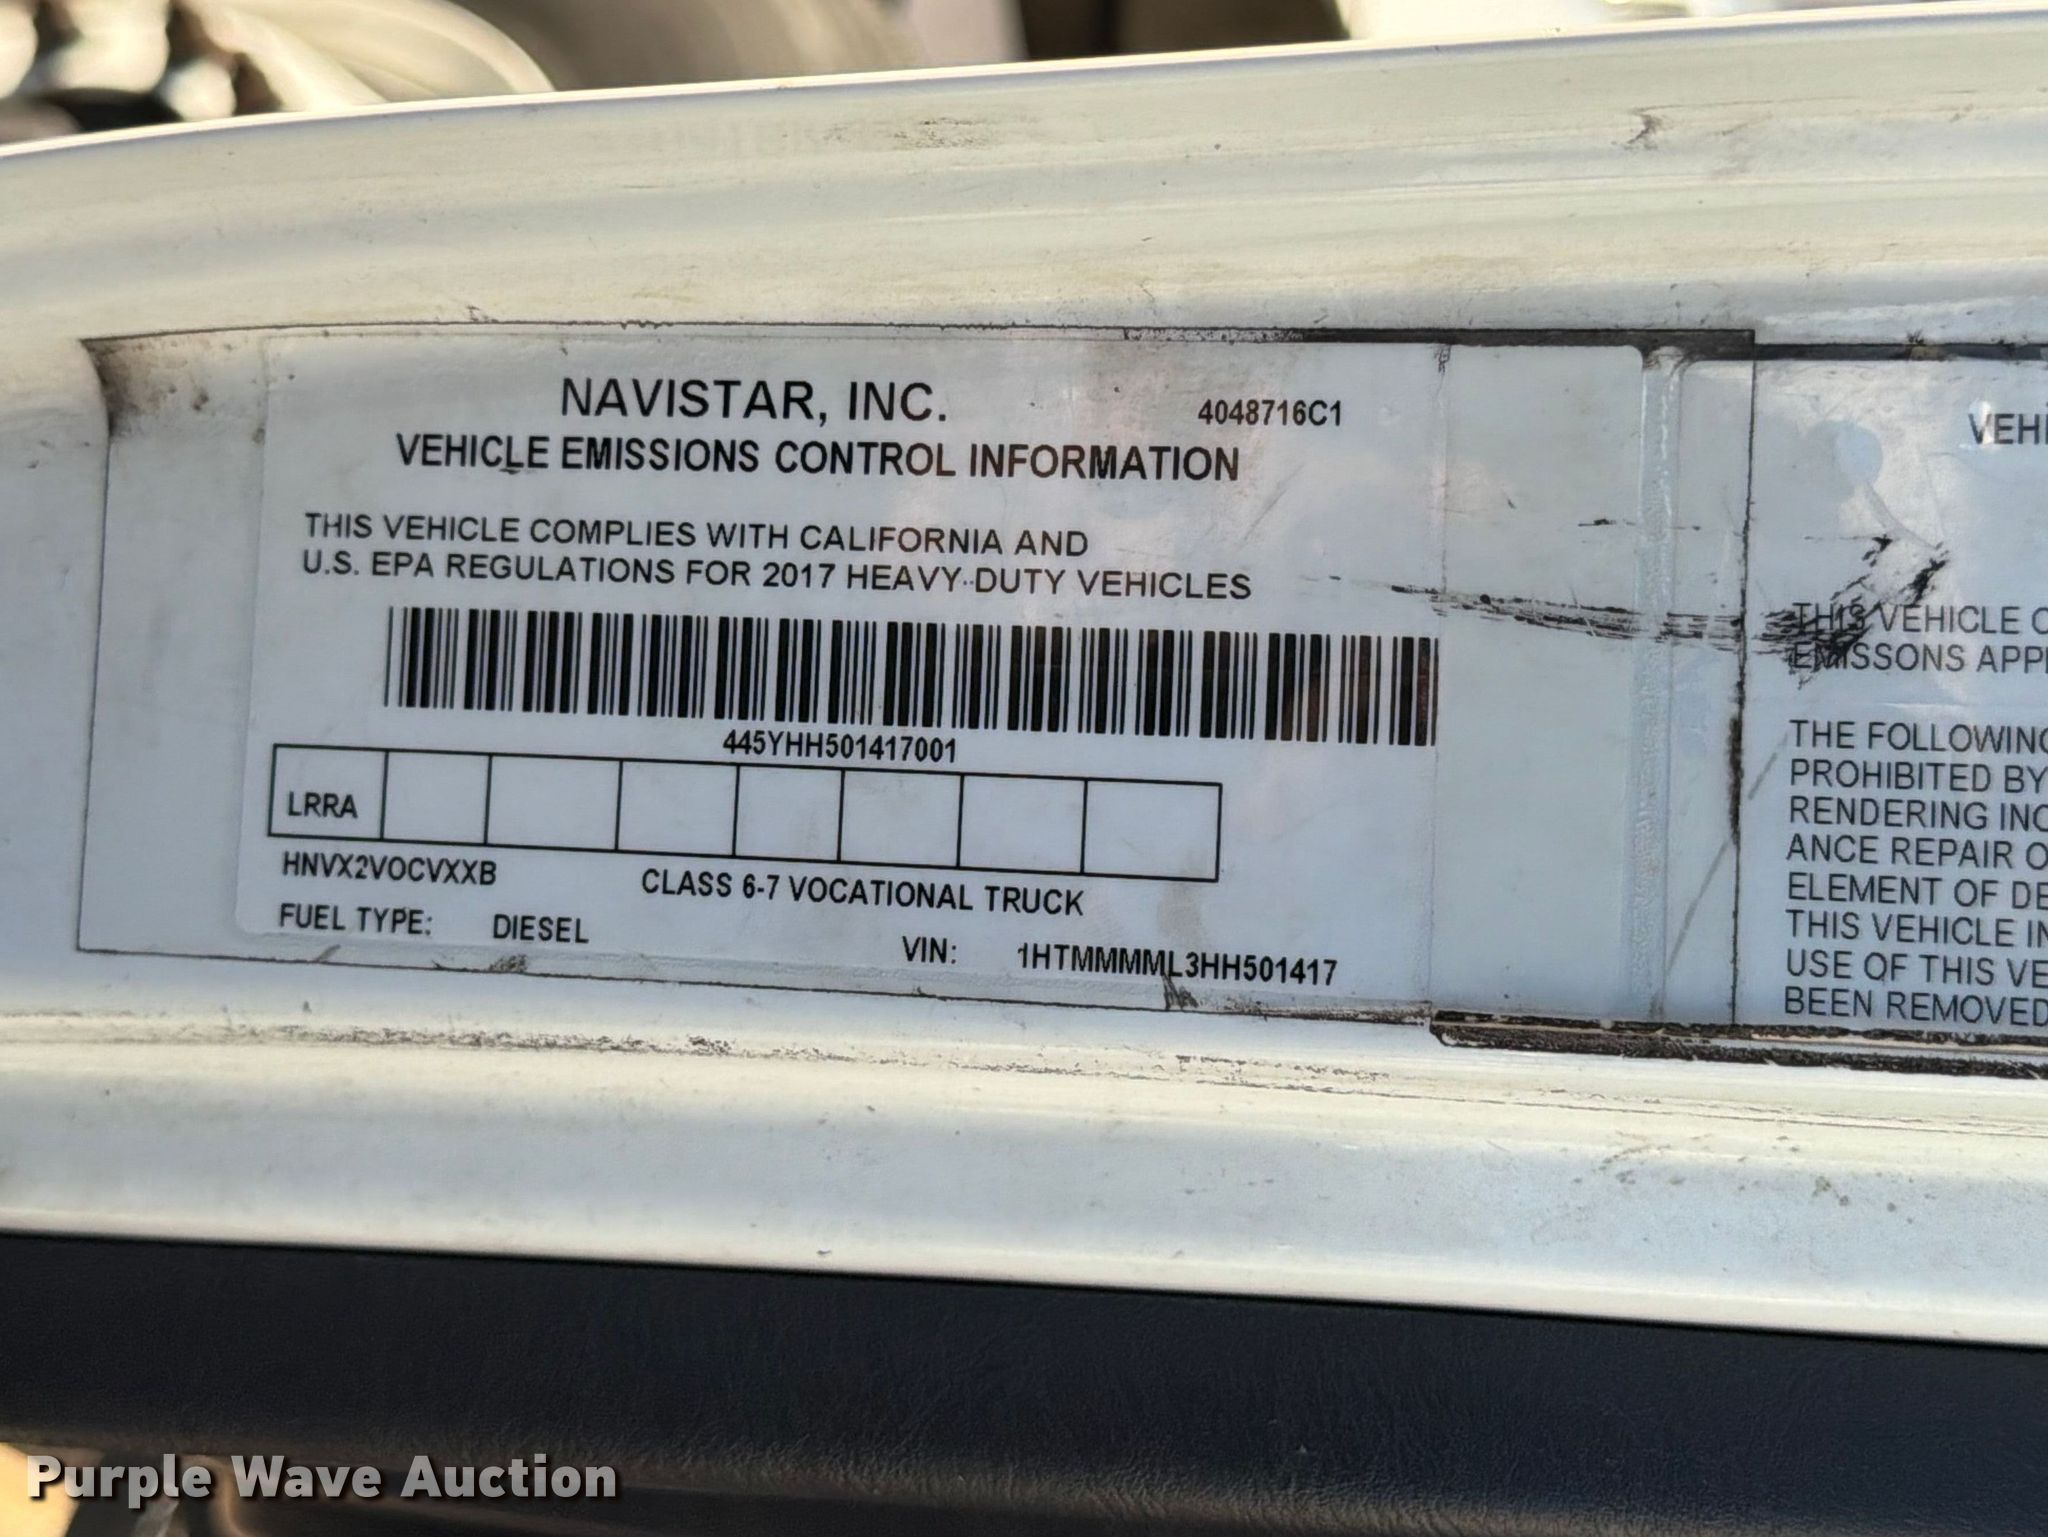 NAVISTAR, INC.
4048716C1
VEHICLE EMISSIONS CONTROL INFORMATION
THIS VEHICLE COMPLIES WITH CALIFORNIA AND
U.S. EPA REGULATIONS FOR 2017 HEAVY-DUTY VEHICLES
445YHH501417001
LRRA
HNVX2VOCVXXB
CLASS 6-7 VOCATIONAL TRUCK
FUEL TYPE: DIESEL
VIN: 1HTMMMML3HH501417
VEHI
THIS VEHICLE C
EMISSONS APP
THE FOLLOWING
PROHIBITED BY
RENDERING INO
ANCE REPAIR O
ELEMENT OF DE
THIS VEHICLE IN
USE OF THIS VE
BEEN REMOVED
Purple Wave Auction